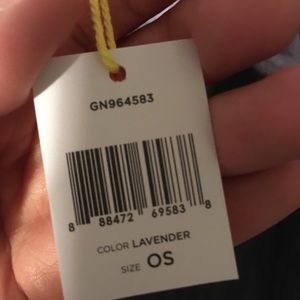 GN964583
8 88472 69583 8
COLOR LAVENDER
SIZE OS